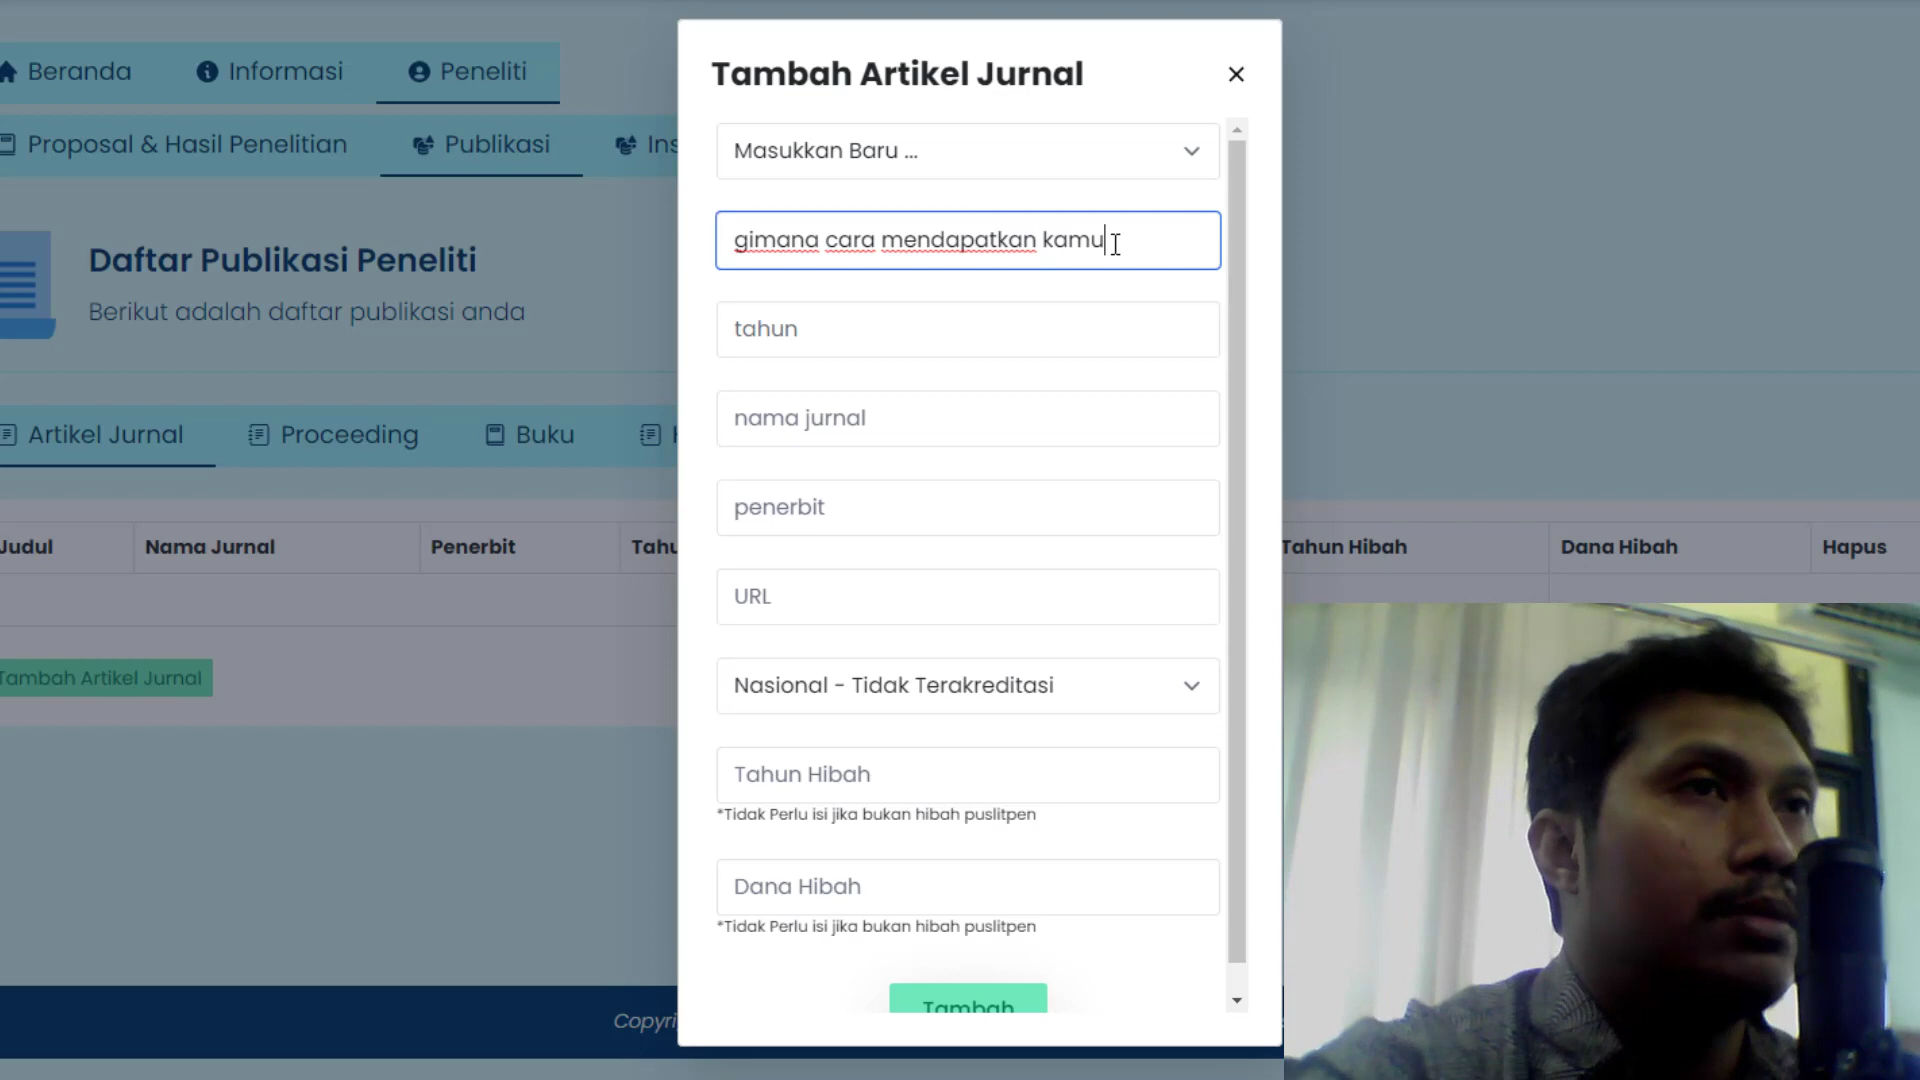 Beranda
Informasi
Peneliti
Proposal & Hasil Penelitian
Publikasi
Daftar Publikasi Peneliti
Berikut adalah daftar publikasi anda
Artikel Jurnal
Proceeding
Buku
Judul
Nama Jurnal
Penerbit
Tahun Hibah
Dana Hibah
Hapus
Tambah Artikel Jurnal
Tambah Artikel Jurnal
Masukkan Baru ...
gimana cara mendapatkan kamu
tahun
nama jurnal
penerbit
URL
Nasional - Tidak Terakreditasi
Tahun Hibah
*Tidak Perlu isi jika bukan hibah puslitpen
Dana Hibah
*Tidak Perlu isi jika bukan hibah puslitpen
Tambah